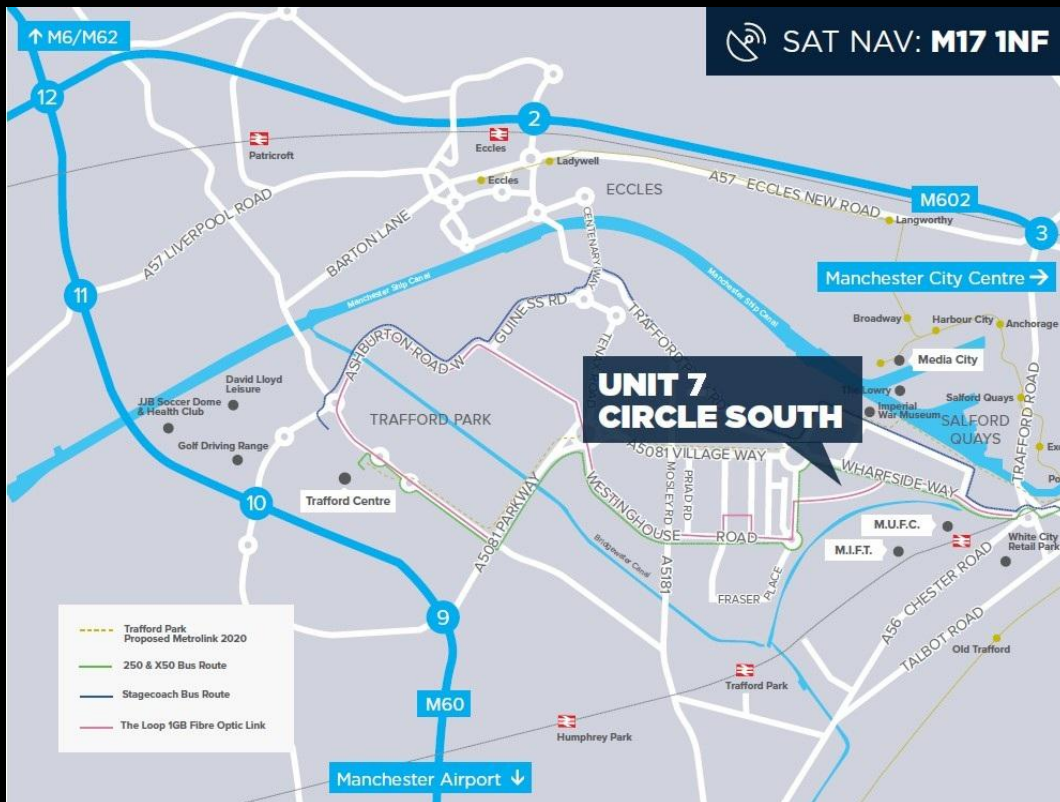 ↑ M6/M62
SAT NAV: M17 1NF
12
2
Patricroft
Eccles
Ladywell
Eccles
ECCLES
A57 ECCLES NEW ROAD
M602
Langworthy
3
A57 LIVERPOOL ROAD
BARTON LANE
CENTENARY WAY
Manchester Ship Canal
Manchester Ship Canal
Manchester City Centre →
11
GUINESS RD
Broadway
Harbour City
Anchorage
ASHBURTON ROAD W
Media City
UNIT 7
CIRCLE SOUTH
The Lowry
Imperial
War Museum
Salford Quays
TRAFFORD ROAD
David Lloyd
Leisure
JJB Soccer Dome
& Health Club
TRAFFORD PARK
SALFORD
QUAYS
Golf Driving Range
A5081 VILLAGE WAY
WHARFSIDE WAY
Trafford Centre
10
A5081 PARKWAY
WESTINGHOUSE ROAD
MOSLEY RD
PRIAD RD
M.U.F.C.
White City
Retail Park
M.I.F.T.
Bridgewater Canal
A5181
FRASER PLACE
A56 CHESTER ROAD
TALBOT ROAD
9
Old Trafford
Trafford Park
Trafford Park
Proposed Metrolink 2020
250 & X50 Bus Route
Stagecoach Bus Route
The Loop 1GB Fibre Optic Link
M60
Humphrey Park
Manchester Airport ↓